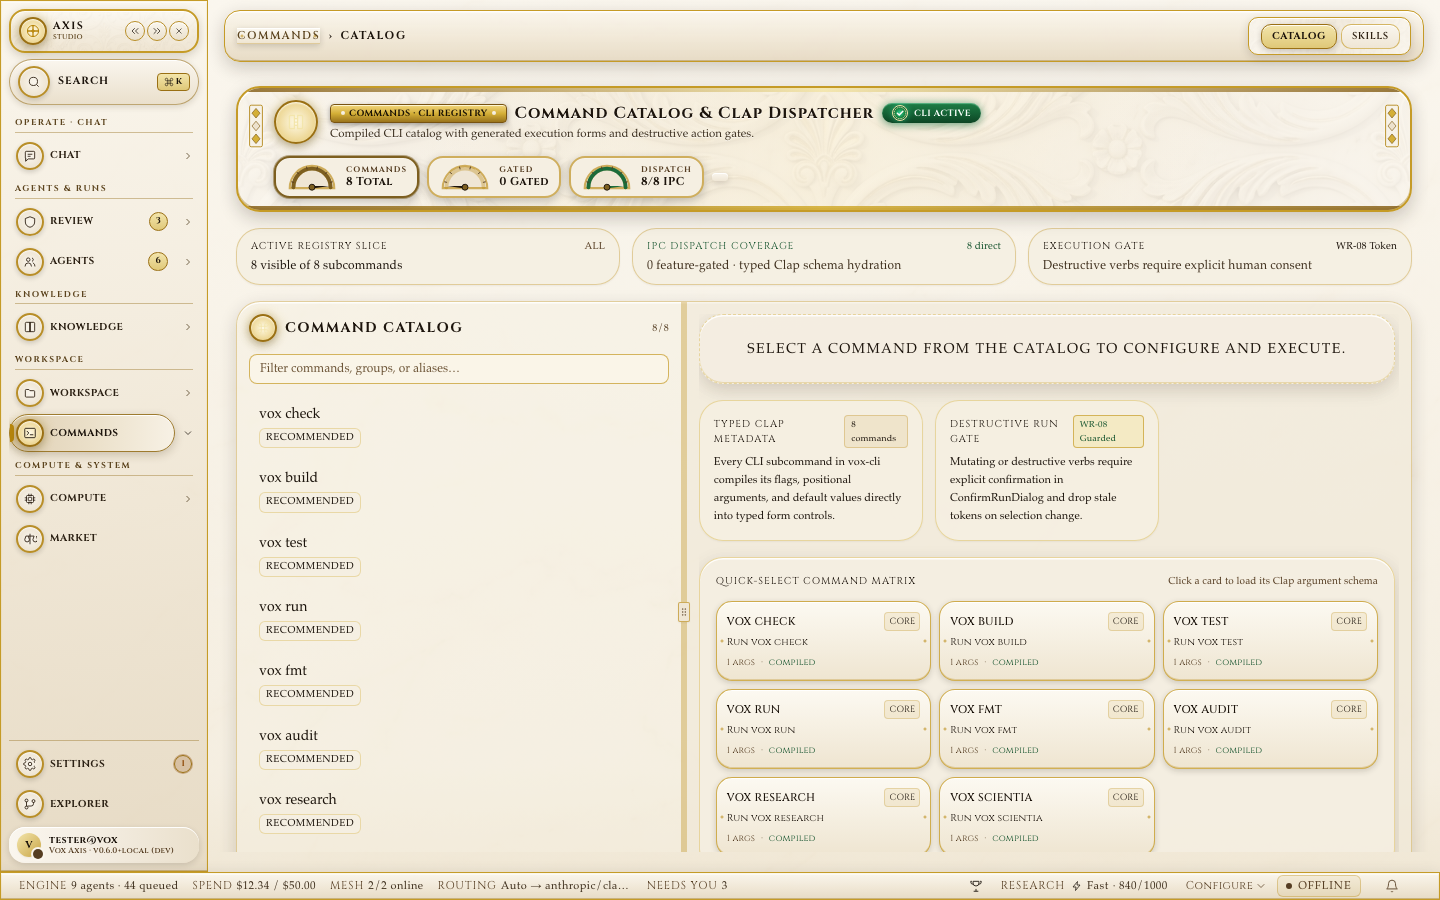 AXIS
STUDIO
SEARCH
⌘ K
OPERATE · CHAT
CHAT
AGENTS & RUNS
REVIEW 3
AGENTS 6
KNOWLEDGE
KNOWLEDGE
WORKSPACE
WORKSPACE
COMMANDS
COMPUTE & SYSTEM
COMPUTE
MARKET
SETTINGS 1
EXPLORER
V
TESTER@VOX
VOX AXIS · V0.6.0+LOCAL (DEV)
COMMANDS › CATALOG
CATALOG SKILLS
COMMANDS · CLI REGISTRY
COMMAND CATALOG & CLAP DISPATCHER
CLI ACTIVE
Compiled CLI catalog with generated execution forms and destructive action gates.
COMMANDS
8 TOTAL
GATED
0 GATED
DISPATCH
8/8 IPC
ACTIVE REGISTRY SLICE ALL
8 visible of 8 subcommands
IPC DISPATCH COVERAGE 8 direct
0 feature-gated · typed Clap schema hydration
EXECUTION GATE WR-08 Token
Destructive verbs require explicit human consent
COMMAND CATALOG 8/8
Filter commands, groups, or aliases…
vox check
RECOMMENDED
vox build
RECOMMENDED
vox test
RECOMMENDED
vox run
RECOMMENDED
vox fmt
RECOMMENDED
vox audit
RECOMMENDED
vox research
RECOMMENDED
SELECT A COMMAND FROM THE CATALOG TO CONFIGURE AND EXECUTE.
TYPED CLAP
METADATA
8
commands
Every CLI subcommand in vox-cli
compiles its flags, positional
arguments, and default values directly
into typed form controls.
DESTRUCTIVE RUN
GATE
WR-08
Guarded
Mutating or destructive verbs require
explicit confirmation in
ConfirmRunDialog and drop stale
tokens on selection change.
QUICK-SELECT COMMAND MATRIX
Click a card to load its Clap argument schema
VOX CHECK CORE
RUN VOX CHECK
1 ARGS · COMPILED
VOX BUILD CORE
RUN VOX BUILD
1 ARGS · COMPILED
VOX TEST CORE
RUN VOX TEST
1 ARGS · COMPILED
VOX RUN CORE
RUN VOX RUN
1 ARGS · COMPILED
VOX FMT CORE
RUN VOX FMT
1 ARGS · COMPILED
VOX AUDIT CORE
RUN VOX AUDIT
1 ARGS · COMPILED
VOX RESEARCH CORE
RUN VOX RESEARCH
1 ARGS · COMPILED
VOX SCIENTIA CORE
RUN VOX SCIENTIA
1 ARGS · COMPILED
ENGINE 9 agents · 44 queued SPEND $12.34 / $50.00 MESH 2/2 online ROUTING Auto → anthropic/cla… NEEDS YOU 3
RESEARCH Fast · 840/1000 CONFIGURE OFFLINE